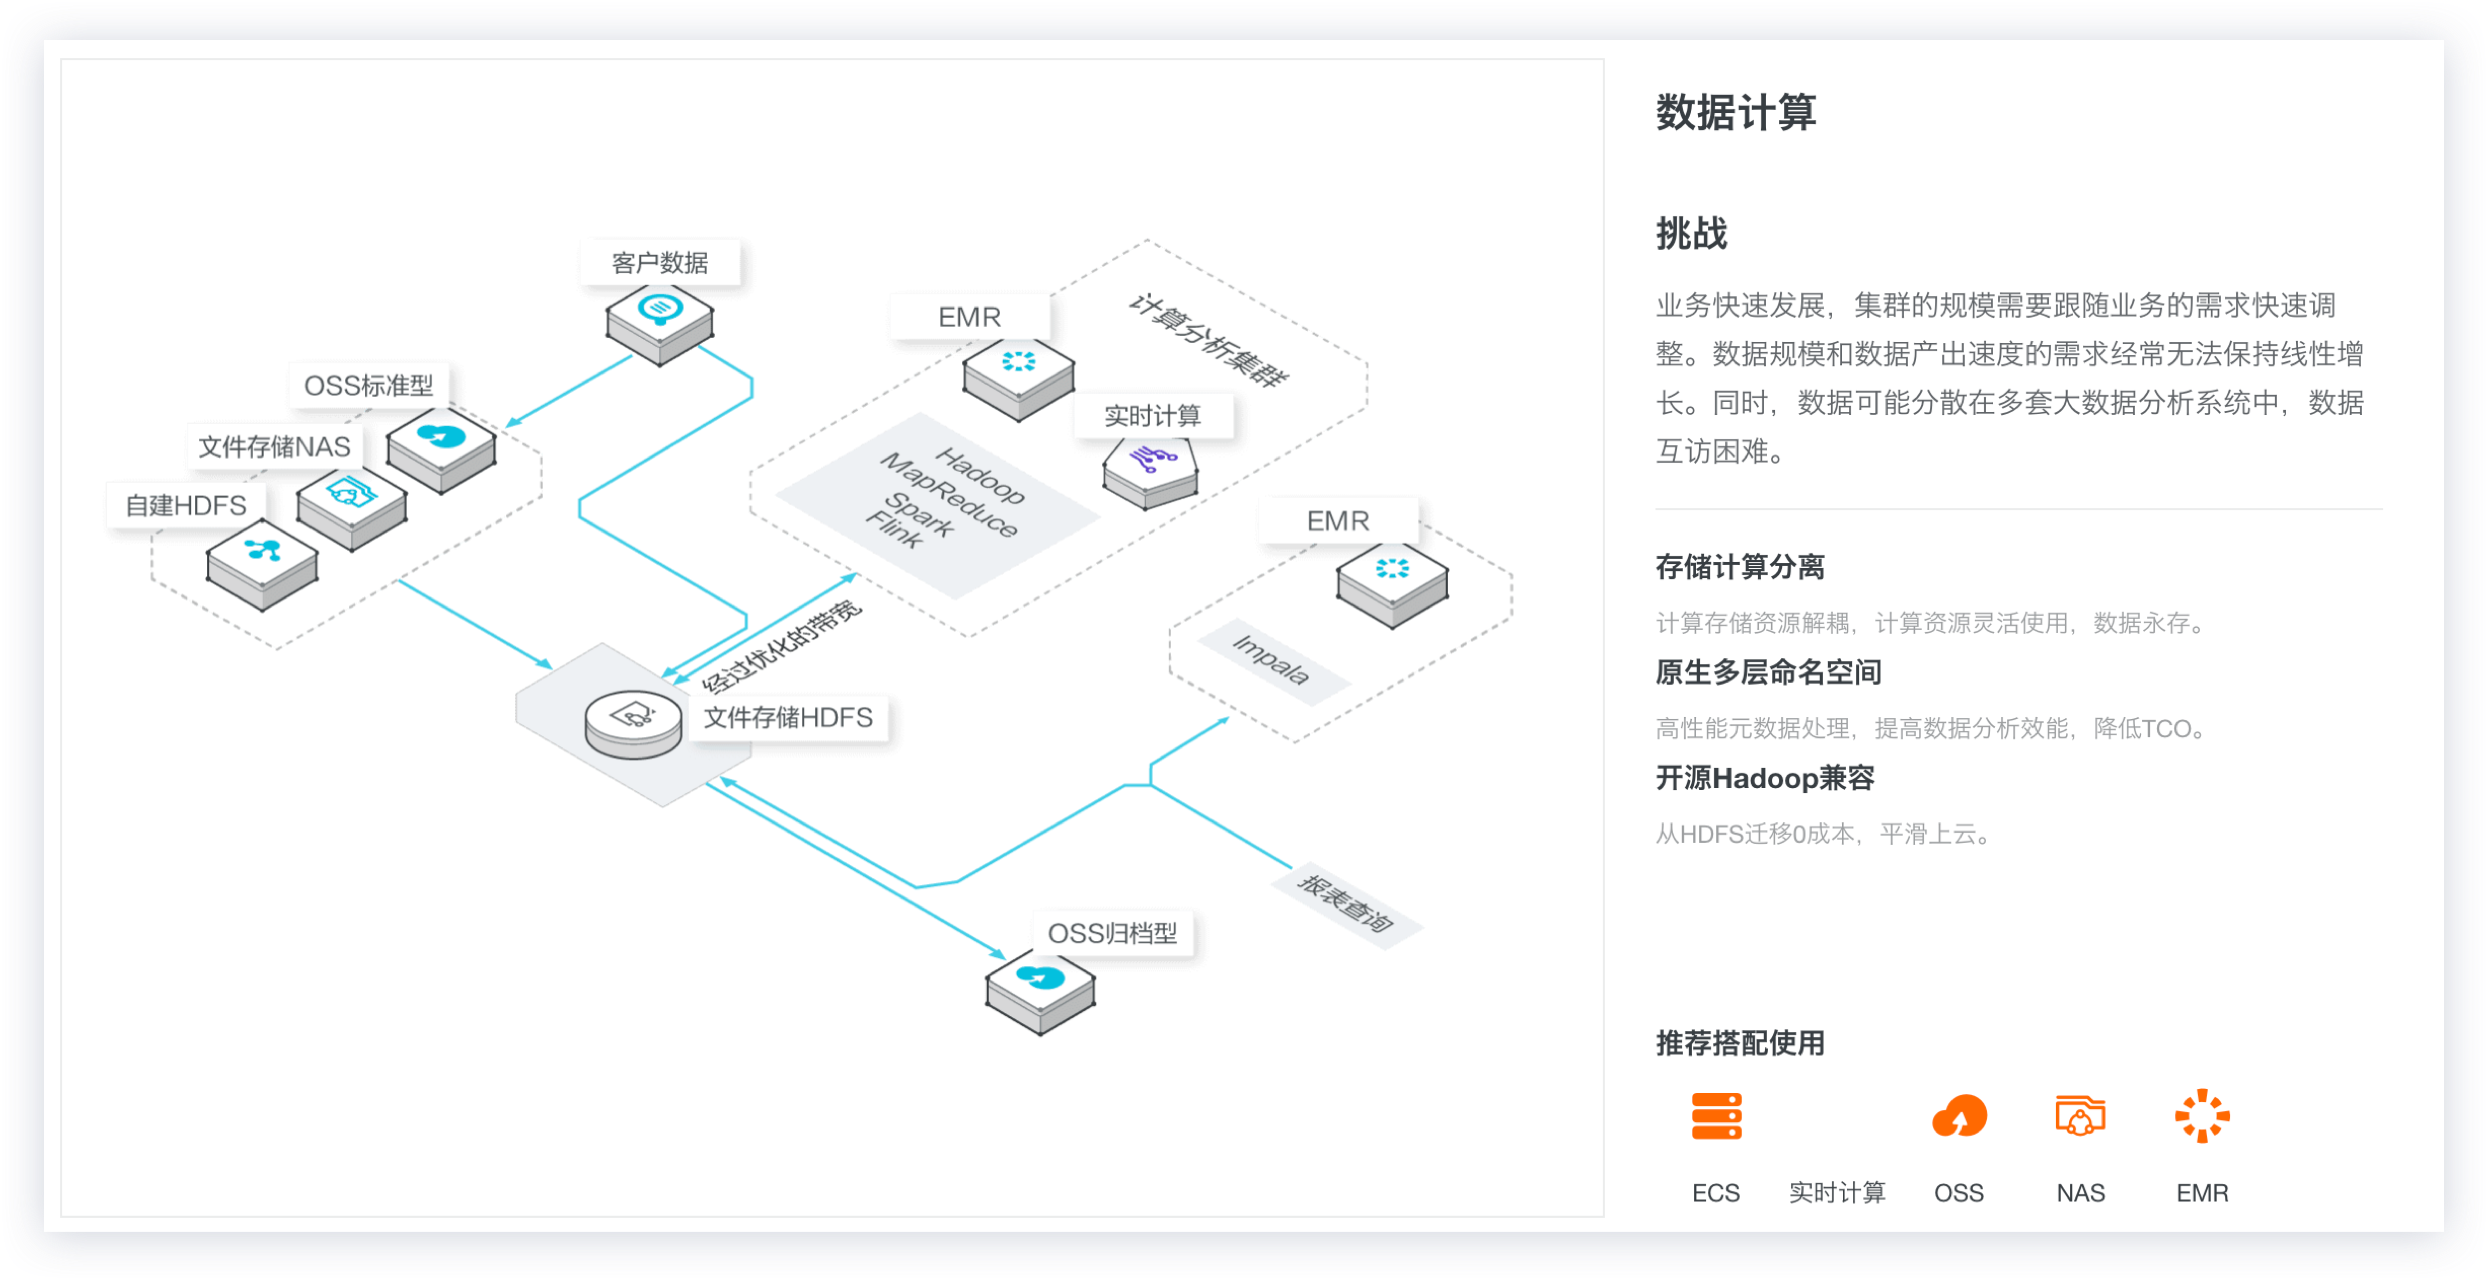 客户数据
EMR
计算分析集群
OSS标准型
实时计算
文件存储NAS
自建HDFS
Hadoop
MapReduce
Spark
Flink
EMR
Impala
经过优化的带宽
文件存储HDFS
报表查询
OSS归档型
数据计算
挑战
业务快速发展，集群的规模需要跟随业务的需求快速调
整。数据规模和数据产出速度的需求经常无法保持线性增
长。同时，数据可能分散在多套大数据分析系统中，数据
互访困难。
存储计算分离
计算存储资源解耦，计算资源灵活使用，数据永存。
原生多层命名空间
高性能元数据处理，提高数据分析效能，降低TCO。
开源Hadoop兼容
从HDFS迁移0成本，平滑上云。
推荐搭配使用
ECS 实时计算 OSS NAS EMR